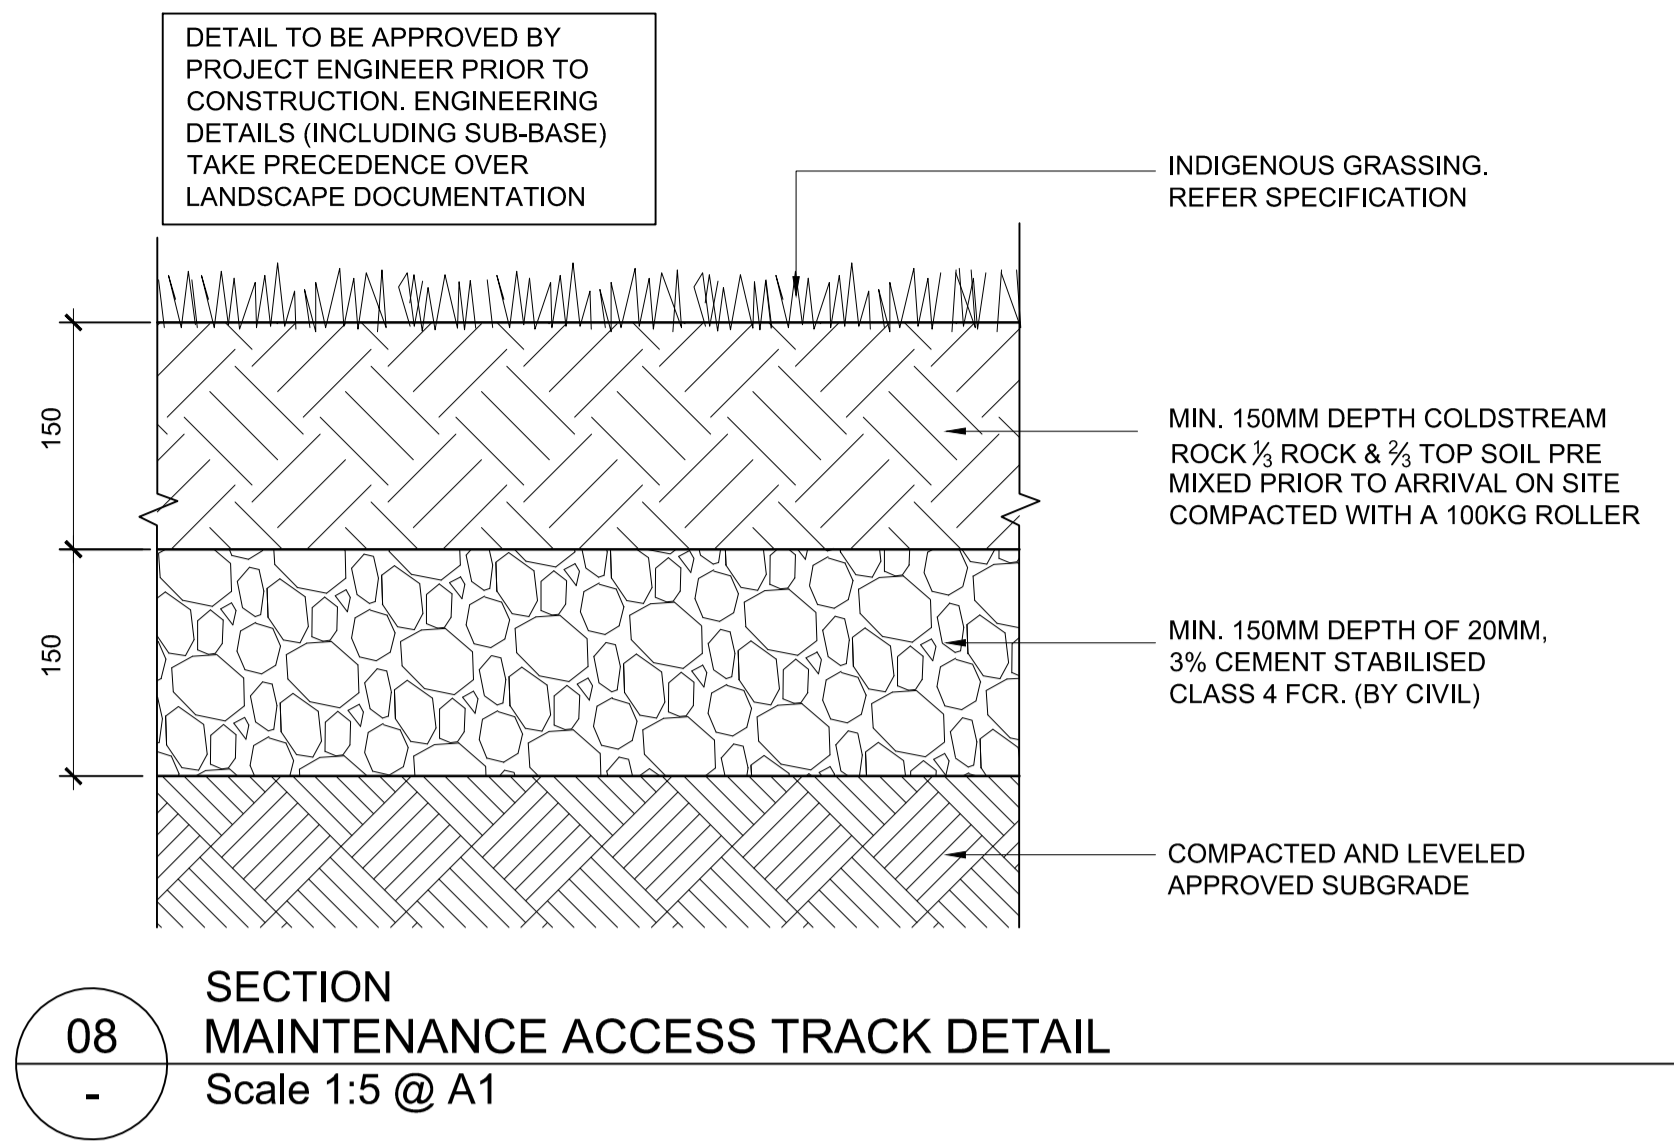 DETAIL TO BE APPROVED BY
PROJECT ENGINEER PRIOR TO
CONSTRUCTION. ENGINEERING
DETAILS (INCLUDING SUB-BASE)
TAKE PRECEDENCE OVER
LANDSCAPE DOCUMENTATION
INDIGENOUS GRASSING.
REFER SPECIFICATION
150
MIN. 150MM DEPTH COLDSTREAM
ROCK ⅓ ROCK & ⅔ TOP SOIL PRE
MIXED PRIOR TO ARRIVAL ON SITE
COMPACTED WITH A 100KG ROLLER
150
MIN. 150MM DEPTH OF 20MM,
3% CEMENT STABILISED
CLASS 4 FCR. (BY CIVIL)
COMPACTED AND LEVELED
APPROVED SUBGRADE
SECTION
08
MAINTENANCE ACCESS TRACK DETAIL
-
Scale 1:5 @ A1